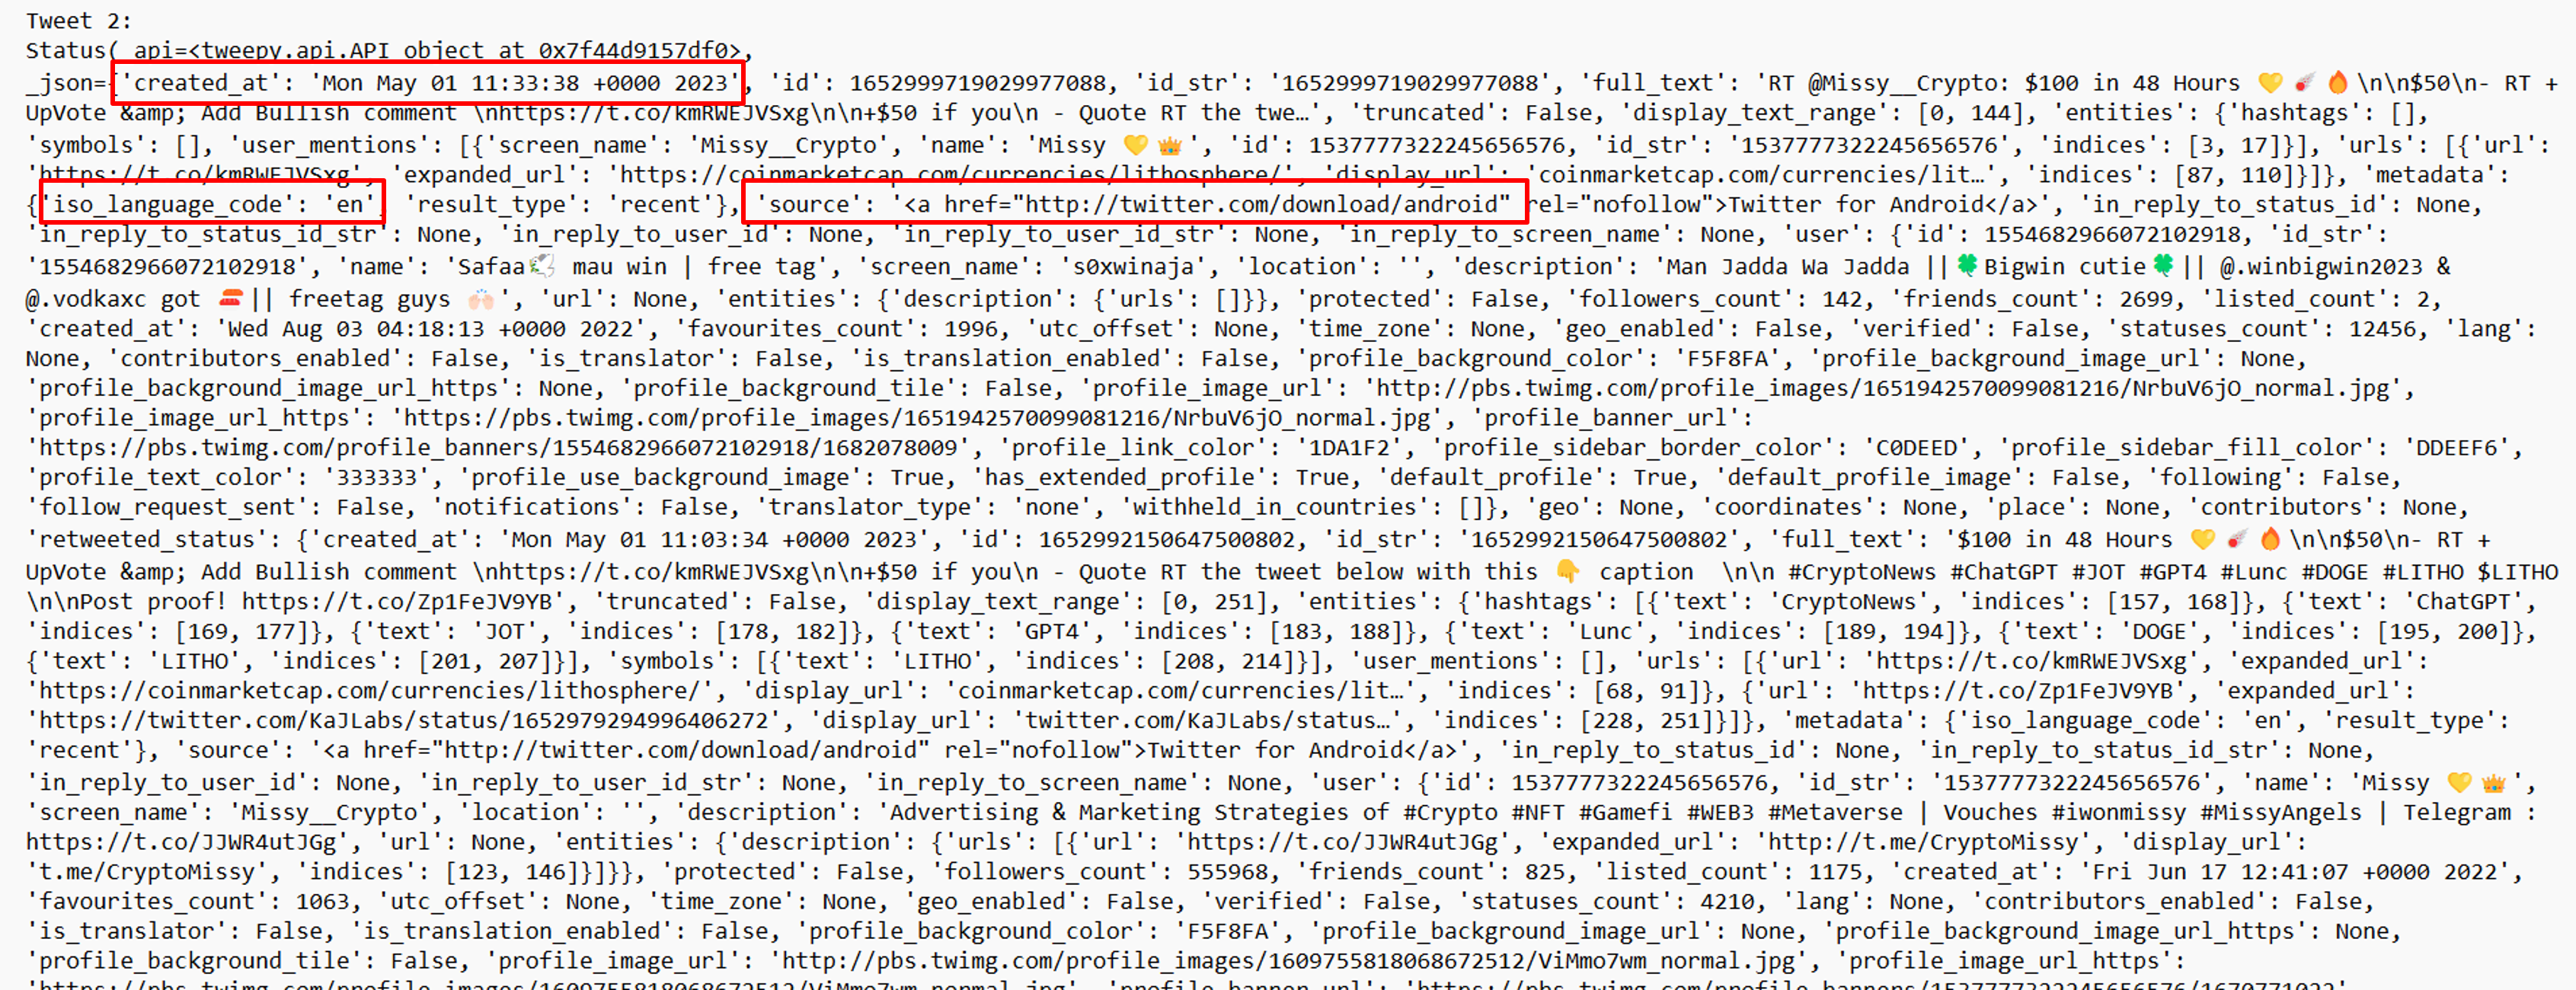 Tweet 2:
Status(_api=<tweepy.api.API object at 0x7f44d9157df0>,
_json={'created_at': 'Mon May 01 11:33:38 +0000 2023', 'id': 1652999719029977088, 'id_str': '1652999719029977088', 'full_text': 'RT @Missy__Crypto: $100 in 48 Hours 💛☄️🔥\n\n$50\n- RT +
UpVote &amp; Add Bullish comment \nhttps://t.co/kmRWEJVSxg\n\n+$50 if you\n - Quote RT the twe…', 'truncated': False, 'display_text_range': [0, 144], 'entities': {'hashtags': [],
'symbols': [], 'user_mentions': [{'screen_name': 'Missy__Crypto', 'name': 'Missy 💛👑', 'id': 1537777322245656576, 'id_str': '1537777322245656576', 'indices': [3, 17]}], 'urls': [{'url':
'https://t.co/kmRWEJVSxg', 'expanded_url': 'https://coinmarketcap.com/currencies/lithosphere/', 'display_url': 'coinmarketcap.com/currencies/lit…', 'indices': [87, 110]}]}, 'metadata':
{'iso_language_code': 'en', 'result_type': 'recent'}, 'source': '<a href="http://twitter.com/download/android" rel="nofollow">Twitter for Android</a>', 'in_reply_to_status_id': None,
'in_reply_to_status_id_str': None, 'in_reply_to_user_id': None, 'in_reply_to_user_id_str': None, 'in_reply_to_screen_name': None, 'user': {'id': 1554682966072102918, 'id_str':
'1554682966072102918', 'name': 'Safaa🕊 mau win | free tag', 'screen_name': 's0xwinaja', 'location': '', 'description': 'Man Jadda Wa Jadda ||🍀Bigwin cutie🍀|| @.winbigwin2023 &
@.vodkaxc got 🍣|| freetag guys 🙌🏻', 'url': None, 'entities': {'description': {'urls': []}}, 'protected': False, 'followers_count': 142, 'friends_count': 2699, 'listed_count': 2,
'created_at': 'Wed Aug 03 04:18:13 +0000 2022', 'favourites_count': 1996, 'utc_offset': None, 'time_zone': None, 'geo_enabled': False, 'verified': False, 'statuses_count': 12456, 'lang':
None, 'contributors_enabled': False, 'is_translator': False, 'is_translation_enabled': False, 'profile_background_color': 'F5F8FA', 'profile_background_image_url': None,
'profile_background_image_url_https': None, 'profile_background_tile': False, 'profile_image_url': 'http://pbs.twimg.com/profile_images/1651942570099081216/NrbuV6jO_normal.jpg',
'profile_image_url_https': 'https://pbs.twimg.com/profile_images/1651942570099081216/NrbuV6jO_normal.jpg', 'profile_banner_url':
'https://pbs.twimg.com/profile_banners/1554682966072102918/1682078009', 'profile_link_color': '1DA1F2', 'profile_sidebar_border_color': 'C0DEED', 'profile_sidebar_fill_color': 'DDEEF6',
'profile_text_color': '333333', 'profile_use_background_image': True, 'has_extended_profile': True, 'default_profile': True, 'default_profile_image': False, 'following': False,
'follow_request_sent': False, 'notifications': False, 'translator_type': 'none', 'withheld_in_countries': []}, 'geo': None, 'coordinates': None, 'place': None, 'contributors': None,
'retweeted_status': {'created_at': 'Mon May 01 11:03:34 +0000 2023', 'id': 1652992150647500802, 'id_str': '1652992150647500802', 'full_text': '$100 in 48 Hours 💛☄️🔥\n\n$50\n- RT +
UpVote &amp; Add Bullish comment \nhttps://t.co/kmRWEJVSxg\n\n+$50 if you\n - Quote RT the tweet below with this 👇 caption  \n\n #CryptoNews #ChatGPT #JOT #GPT4 #Lunc #DOGE #LITHO $LITHO
\n\nPost proof! https://t.co/Zp1FeJV9YB', 'truncated': False, 'display_text_range': [0, 251], 'entities': {'hashtags': [{'text': 'CryptoNews', 'indices': [157, 168]}, {'text': 'ChatGPT',
'indices': [169, 177]}, {'text': 'JOT', 'indices': [178, 182]}, {'text': 'GPT4', 'indices': [183, 188]}, {'text': 'Lunc', 'indices': [189, 194]}, {'text': 'DOGE', 'indices': [195, 200]},
{'text': 'LITHO', 'indices': [201, 207]}], 'symbols': [{'text': 'LITHO', 'indices': [208, 214]}], 'user_mentions': [], 'urls': [{'url': 'https://t.co/kmRWEJVSxg', 'expanded_url':
'https://coinmarketcap.com/currencies/lithosphere/', 'display_url': 'coinmarketcap.com/currencies/lit…', 'indices': [68, 91]}, {'url': 'https://t.co/Zp1FeJV9YB', 'expanded_url':
'https://twitter.com/KaJLabs/status/1652979294996406272', 'display_url': 'twitter.com/KaJLabs/status…', 'indices': [228, 251]}]}, 'metadata': {'iso_language_code': 'en', 'result_type':
'recent'}, 'source': '<a href="http://twitter.com/download/android" rel="nofollow">Twitter for Android</a>', 'in_reply_to_status_id': None, 'in_reply_to_status_id_str': None,
'in_reply_to_user_id': None, 'in_reply_to_user_id_str': None, 'in_reply_to_screen_name': None, 'user': {'id': 1537777322245656576, 'id_str': '1537777322245656576', 'name': 'Missy 💛👑',
'screen_name': 'Missy__Crypto', 'location': '', 'description': 'Advertising & Marketing Strategies of #Crypto #NFT #Gamefi #WEB3 #Metaverse | Vouches #iwonmissy #MissyAngels | Telegram :
https://t.co/JJWR4utJGg', 'url': None, 'entities': {'description': {'urls': [{'url': 'https://t.co/JJWR4utJGg', 'expanded_url': 'http://t.me/CryptoMissy', 'display_url':
't.me/CryptoMissy', 'indices': [123, 146]}]}}, 'protected': False, 'followers_count': 555968, 'friends_count': 825, 'listed_count': 1175, 'created_at': 'Fri Jun 17 12:41:07 +0000 2022',
'favourites_count': 1063, 'utc_offset': None, 'time_zone': None, 'geo_enabled': False, 'verified': False, 'statuses_count': 4210, 'lang': None, 'contributors_enabled': False,
'is_translator': False, 'is_translation_enabled': False, 'profile_background_color': 'F5F8FA', 'profile_background_image_url': None, 'profile_background_image_url_https': None,
'profile_background_tile': False, 'profile_image_url': 'http://pbs.twimg.com/profile_images/1609755818068672512/ViMmo7wm_normal.jpg', 'profile_image_url_https':
'https://pbs.twimg.com/profile_images/1609755818068672512/ViMmo7wm_normal.jpg', 'profile_banner_url': 'https://pbs.twimg.com/profile_banners/1537777322245656576/1670771022',